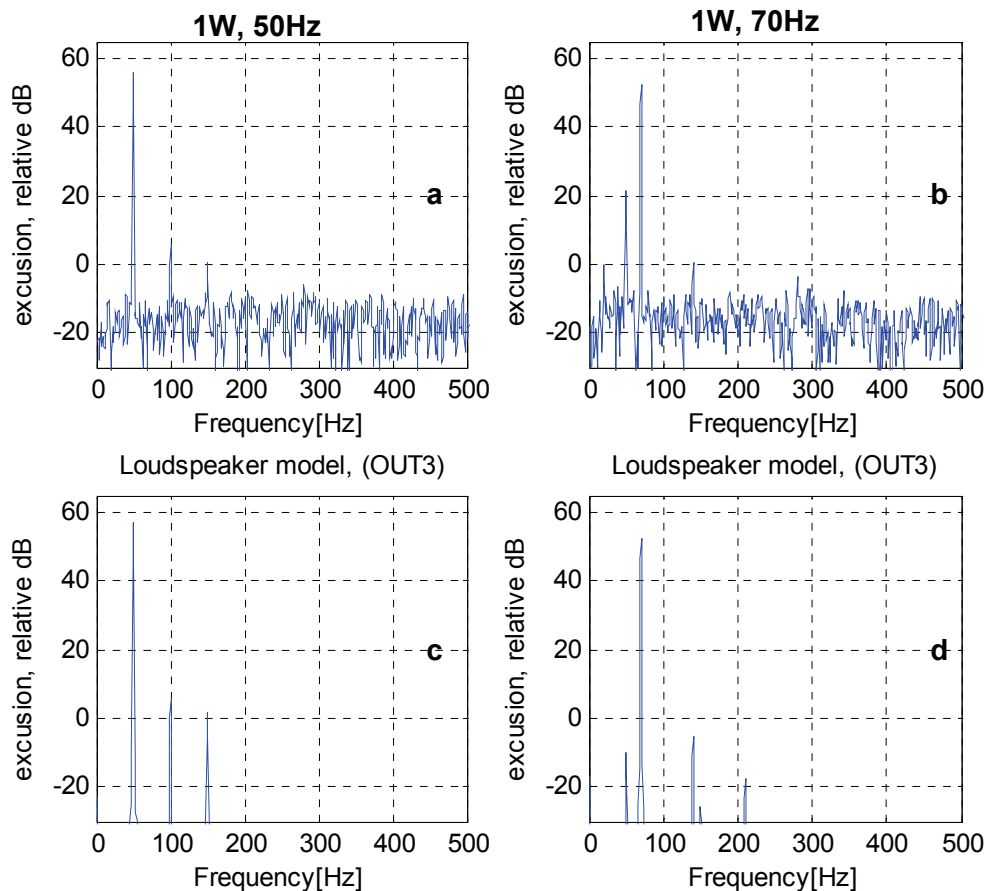 1W, 50Hz
1W, 70Hz
excusion, relative dB
60
40
20
0
-20
a
0 100 200 300 400 500
Frequency[Hz]
excusion, relative dB
60
40
20
0
-20
b
0 100 200 300 400 500
Frequency[Hz]
Loudspeaker model, (OUT3)
Loudspeaker model, (OUT3)
excusion, relative dB
60
40
20
0
-20
c
0 100 200 300 400 500
Frequency[Hz]
excusion, relative dB
60
40
20
0
-20
d
0 100 200 300 400 500
Frequency[Hz]